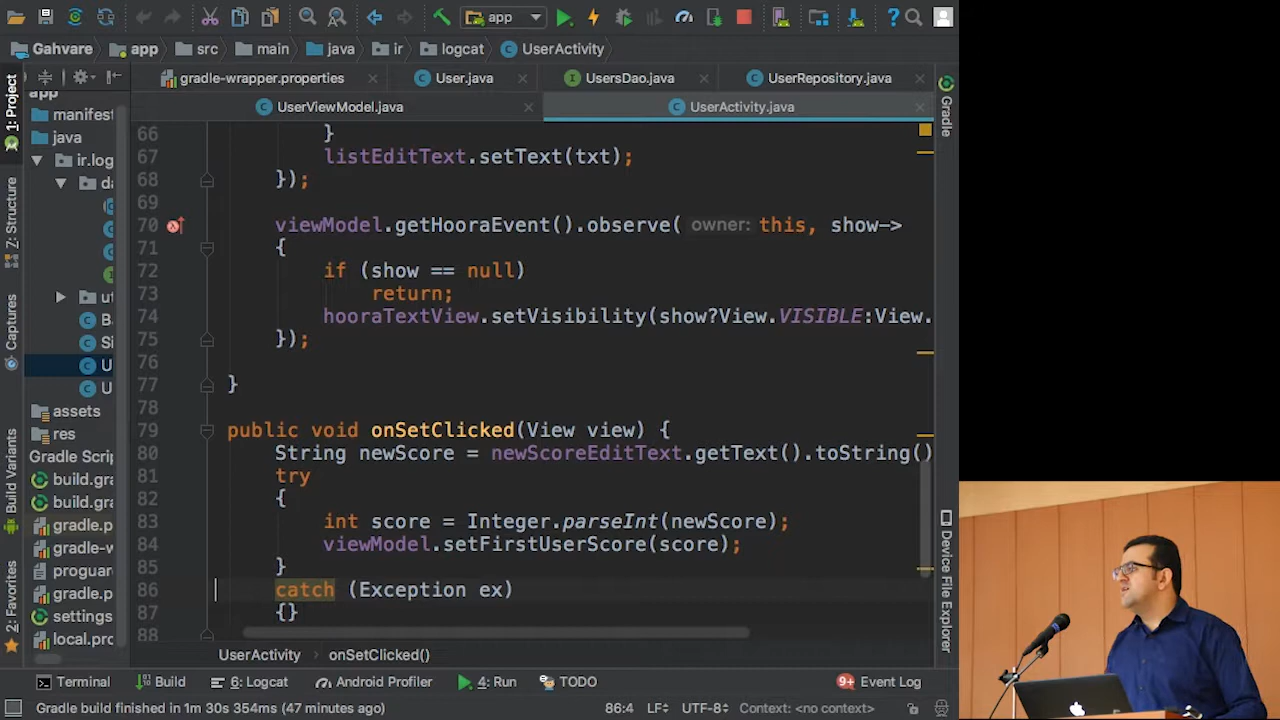 app
Gahvare app src main java ir logcat UserActivity
gradle-wrapper.properties User.java UsersDao.java UserRepository.java
UserViewModel.java UserActivity.java
1: Project
Z: Structure
Captures
Build Variants
2: Favorites
app
manifest
java
ir.log
da
ut
B
Si
U
U
assets
res
Gradle Scrip
build.gra
build.gra
gradle.p
gradle-w
proguar
gradle.p
settings
local.pro
66 }
67 listEditText.setText(txt);
68 });
69
70 viewModel.getHooraEvent().observe( owner: this, show->
71 {
72 if (show == null)
73 return;
74 hooraTextView.setVisibility(show?View.VISIBLE:View.
75 });
76
77 }
78
79 public void onSetClicked(View view) {
80 String newScore = newScoreEditText.getText().toString()
81 try
82 {
83 int score = Integer.parseInt(newScore);
84 viewModel.setFirstUserScore(score);
85 }
86 catch (Exception ex)
87 {}
88
Gradle
Device File Explorer
UserActivity › onSetClicked()
Terminal Build 6: Logcat Android Profiler 4: Run TODO 9+ Event Log
Gradle build finished in 1m 30s 354ms (47 minutes ago) 86:4 LF÷ UTF-8÷ Context: <no context>